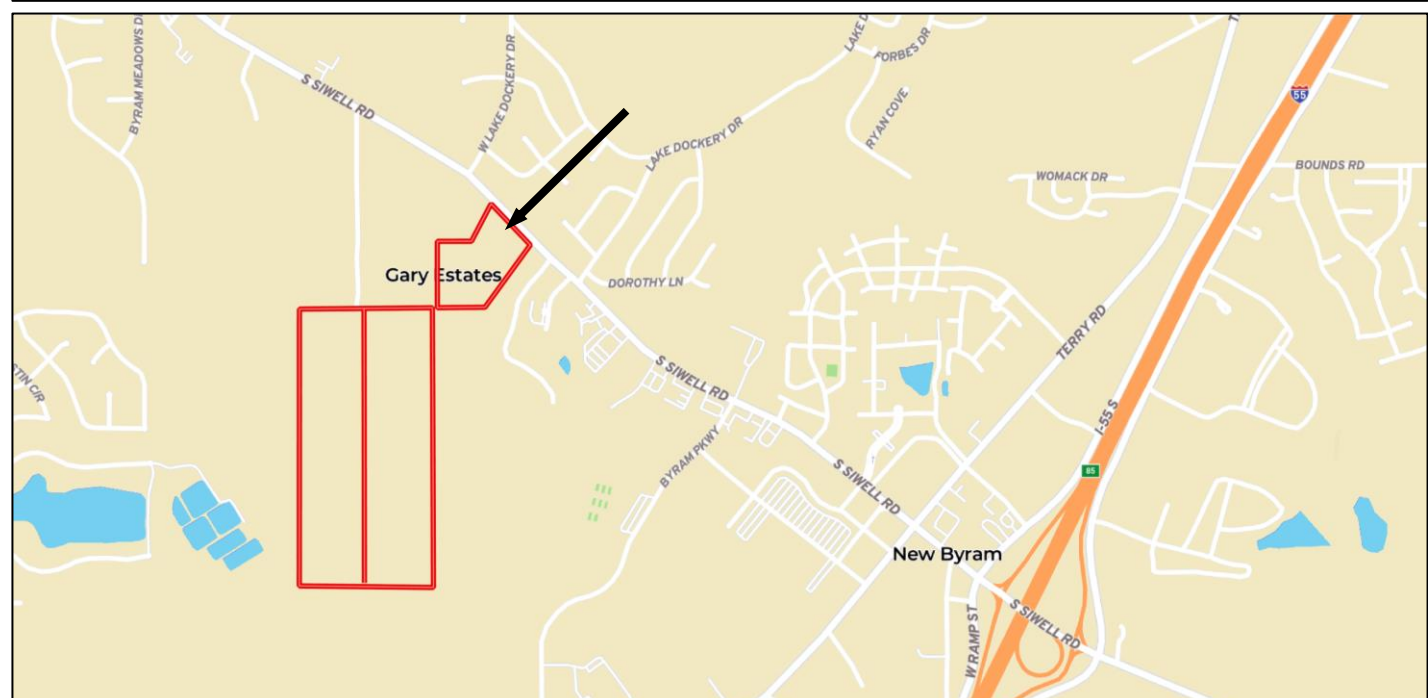 BYRAM MEADOWS
S SIWELL RD
W LAKE DOCKERY DR
LAKE
FORBES DR
RYAN COVE
LAKE DOCKERY DR
55
BOUNDS RD
WOMACK DR
Gary Estates
DOROTHY LN
TERRY RD
S SIWELL RD
CIR
BYRAM PKWY
I-55 S
85
S SIWELL RD
New Byram
S SIWELL RD
W RAMP ST